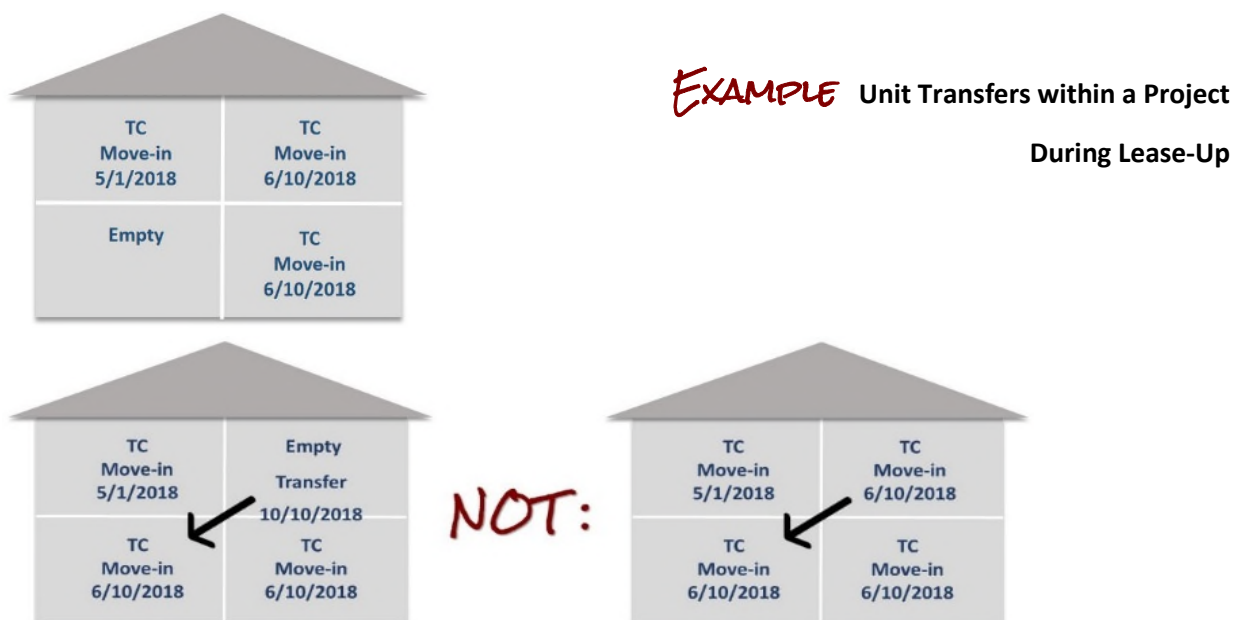 EXAMPLE Unit Transfers within a Project
During Lease-Up
TC
Move-in
5/1/2018
TC
Move-in
6/10/2018
Empty
TC
Move-in
6/10/2018
TC
Move-in
5/1/2018
Empty
Transfer
10/10/2018
TC
Move-in
6/10/2018
TC
Move-in
6/10/2018
NOT:
TC
Move-in
5/1/2018
TC
Move-in
6/10/2018
TC
Move-in
6/10/2018
TC
Move-in
6/10/2018